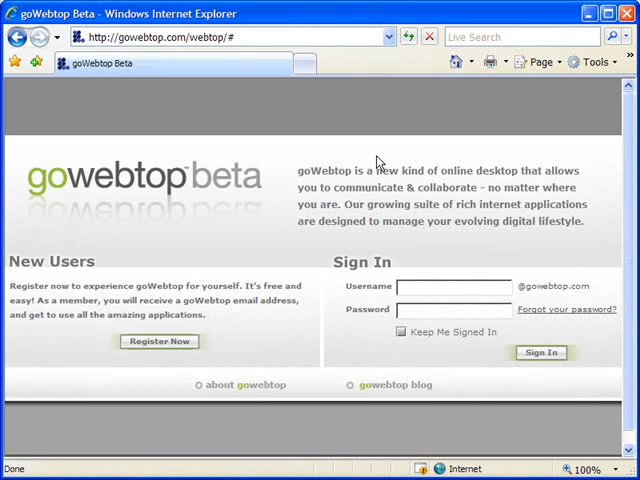 goWebtop Beta - Windows Internet Explorer
http://gowebtop.com/webtop/#
Live Search
goWebtop Beta
Page
Tools
gowebtop™ beta
goWebtop is a new kind of online desktop that allows
you to communicate & collaborate - no matter where
you are. Our growing suite of rich internet applications
are designed to manage your evolving digital lifestyle.
New Users
Register now to experience goWebtop for yourself. It's free and
easy! As a member, you will receive a goWebtop email address,
and get to use all the amazing applications.
Register Now
Sign In
Username @gowebtop.com
Password Forgot your password?
Keep Me Signed In
Sign In
about gowebtop
gowebtop blog
Done
Internet
100%